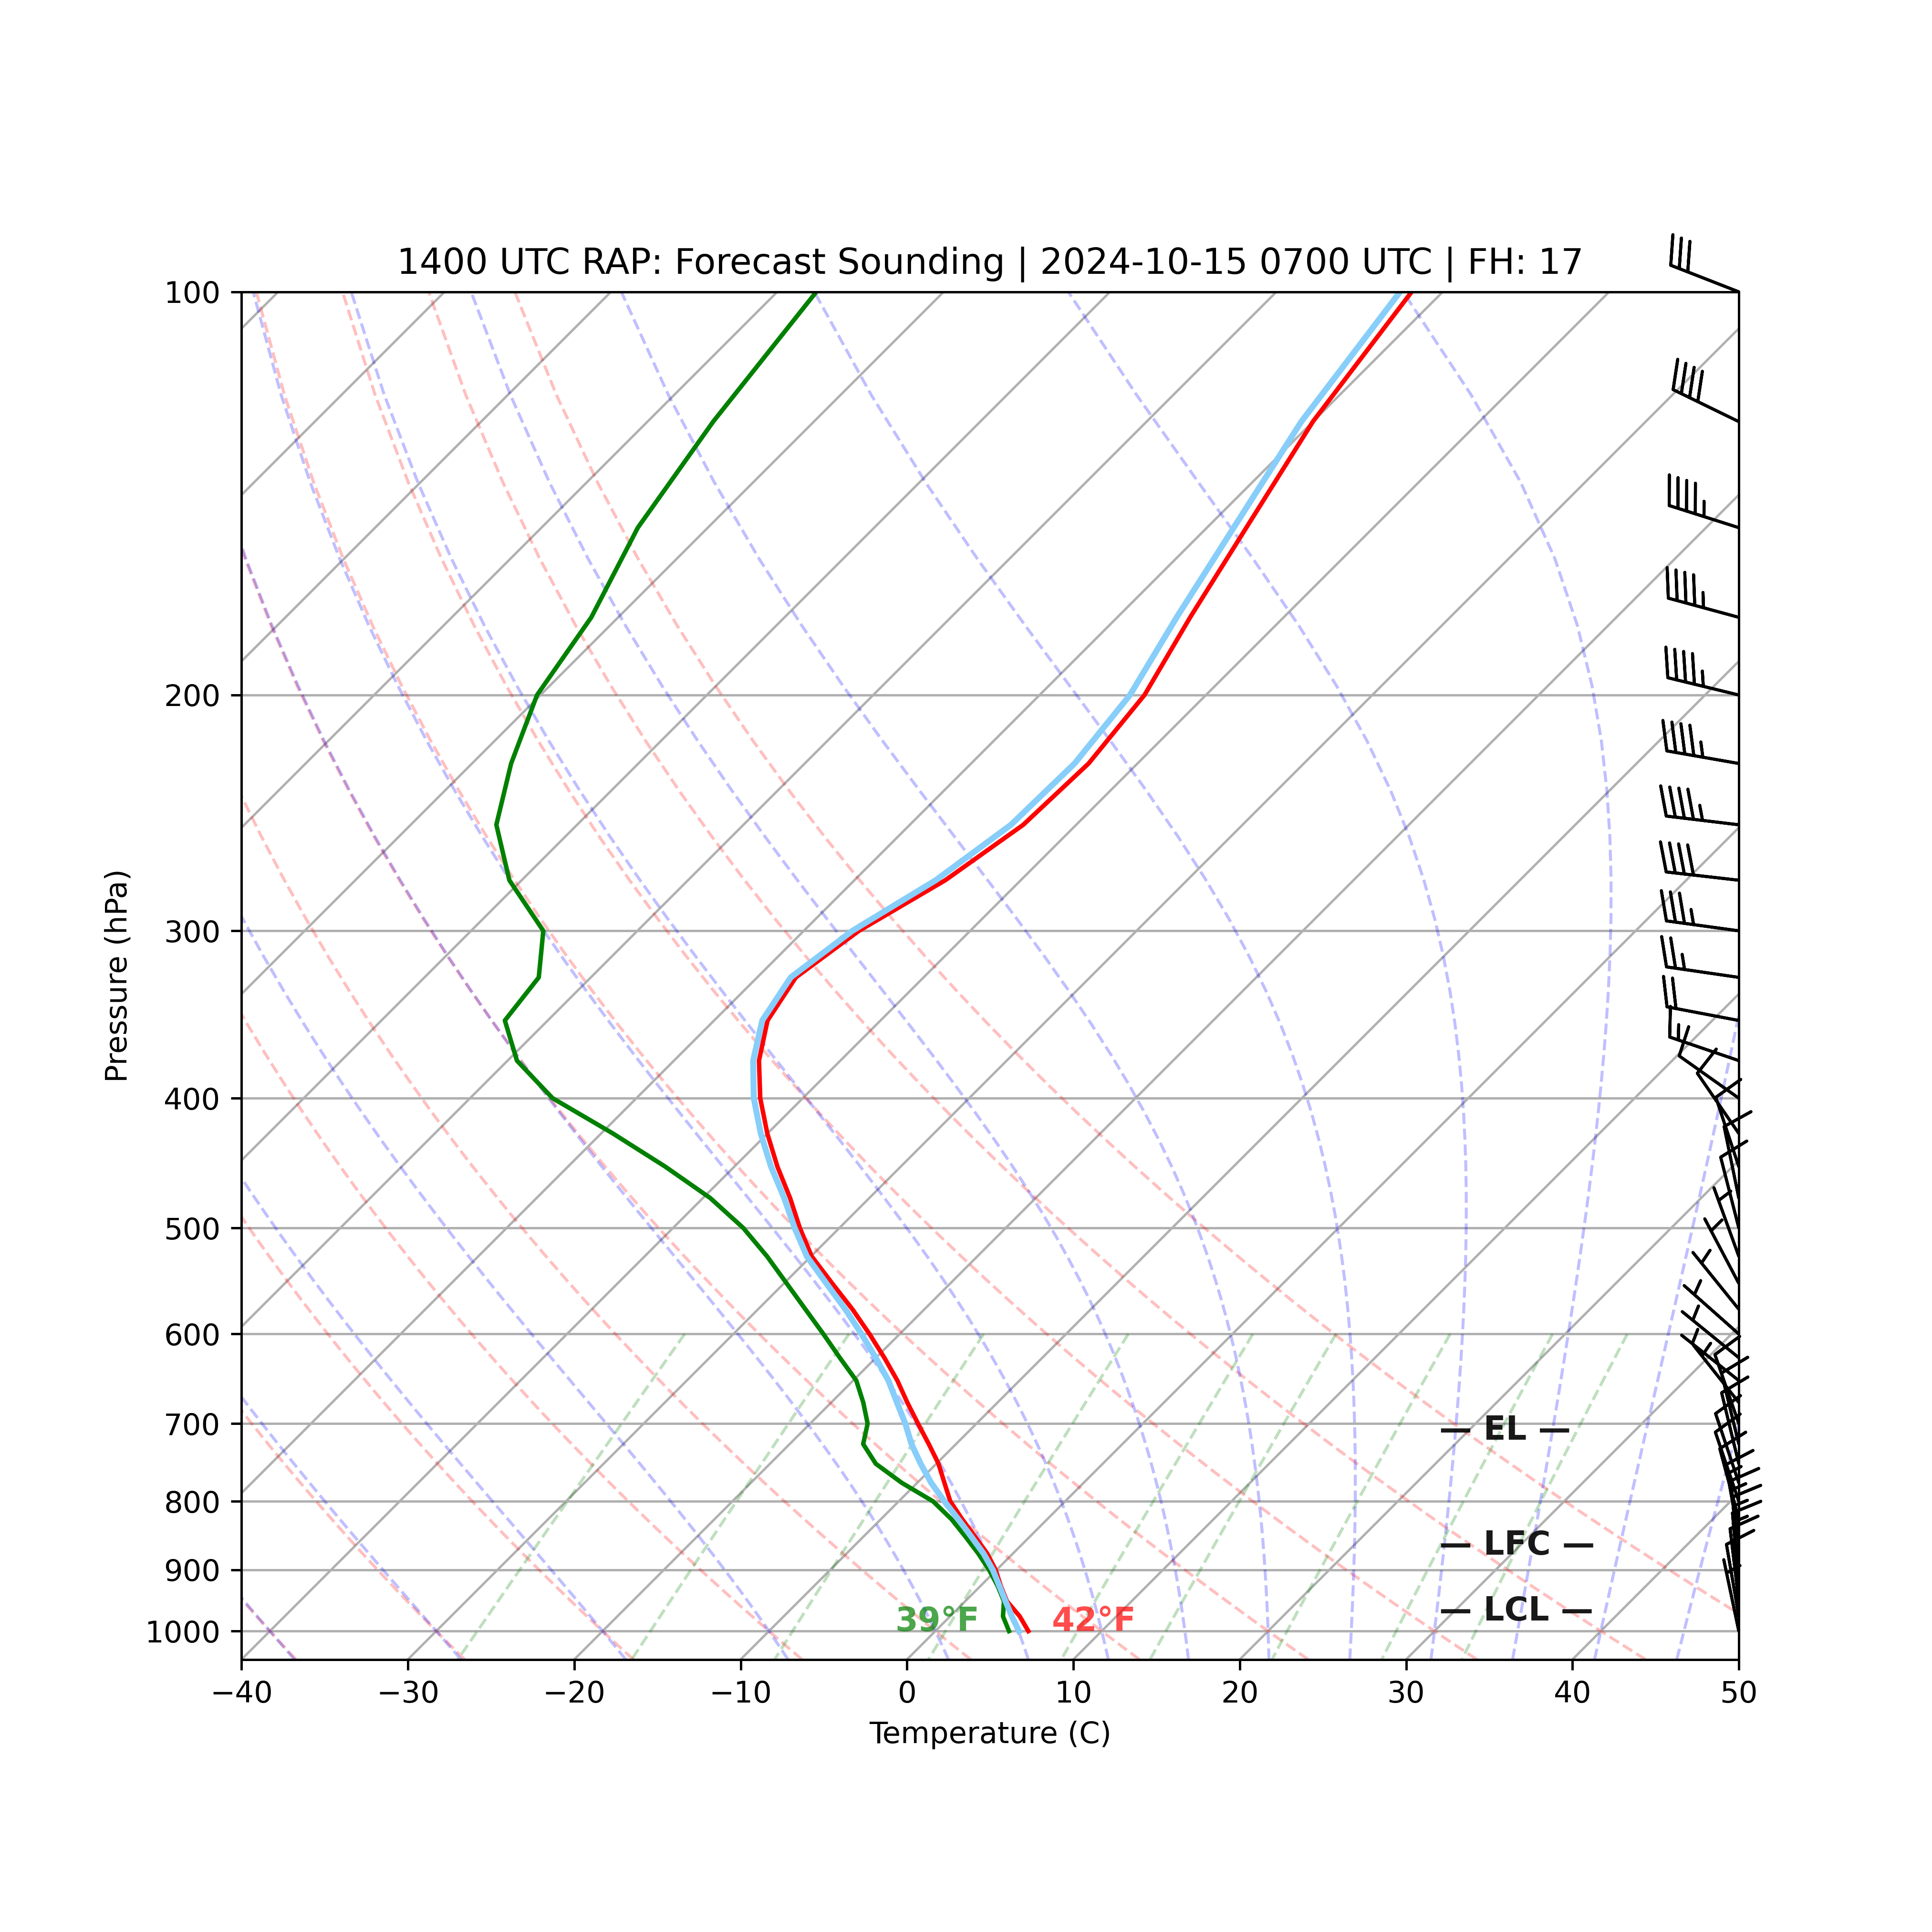 1400 UTC RAP: Forecast Sounding | 2024-10-15 0700 UTC | FH: 17
100
200
300
400
500
600
700
800
900
1000
Pressure (hPa)
— EL —
— LFC —
— LCL —
39°F 42°F
−40 −30 −20 −10 0 10 20 30 40 50
Temperature (C)